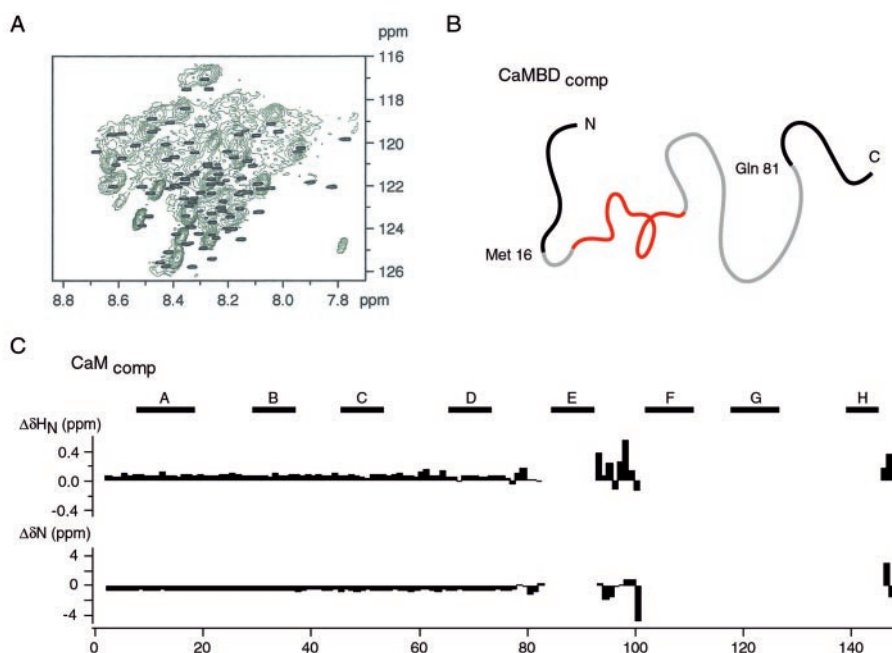 A
ppm
116
118
120
122
124
126
8.8
8.6
8.4
8.2
8.0
7.8
ppm
B
CaMBD comp
N
Gln 81
C
Met 16
C
CaM comp
A B C D E F G H
ΔδHN (ppm)
0.4
0.0
-0.4
ΔδN (ppm)
4
0
-4
0 20 40 60 80 100 120 140